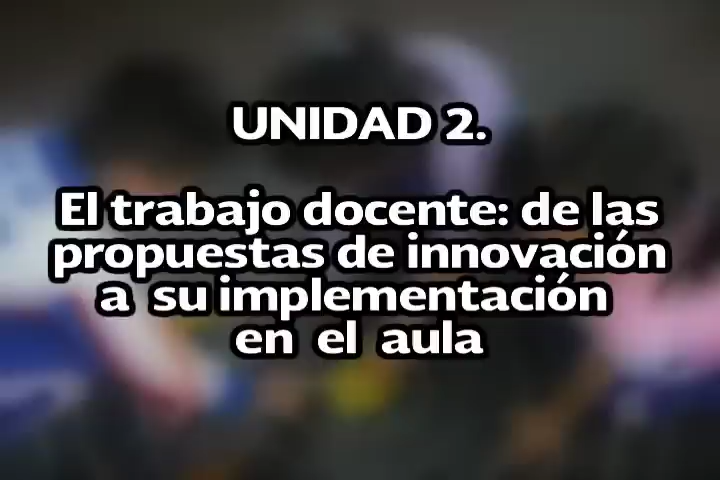 UNIDAD 2.
El trabajo docente: de las
propuestas de innovación
a su implementación
en el aula